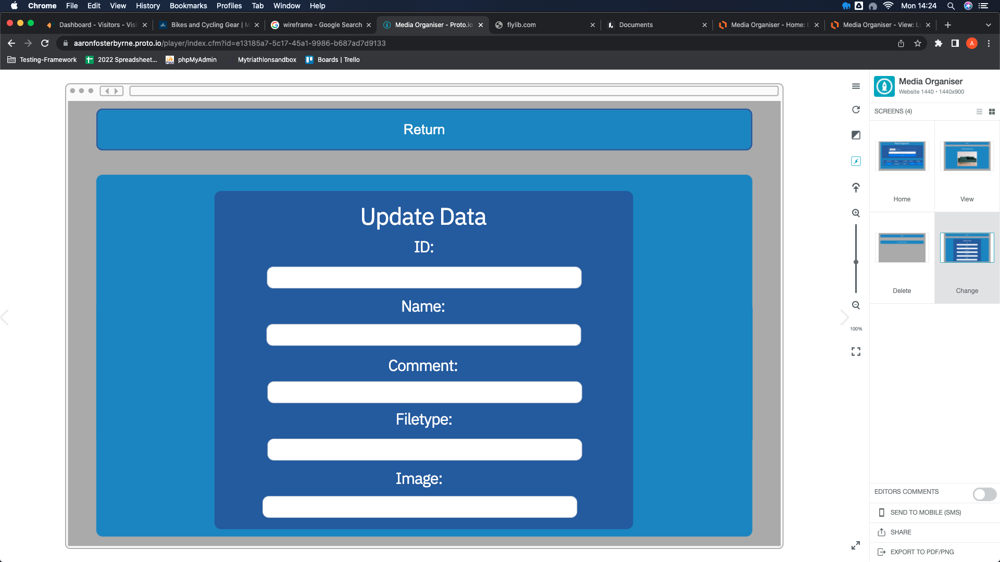 Chrome File Edit View History Bookmarks Profiles Tab Window Help Mon 14:24
Dashboard - Visitors - Visi Bikes and Cycling Gear | M wireframe - Google Search Media Organiser - Proto.io flylib.com Documents Media Organiser - Home: L Media Organiser - View: Lu
aaronfosterbyrne.proto.io/player/index.cfm?id=e13185a7-5c17-45a1-9986-b687ad7d9133 A
Testing-Framework 2022 Spreadsheet... phpMyAdmin Mytriathlonsandbox Boards | Trello
Return
Update Data
ID:
Name:
Comment:
Filetype:
Image:
100%
Media Organiser
Website 1440 • 1440x900
SCREENS (4)
Home View
Delete Change
EDITORS COMMENTS
SEND TO MOBILE (SMS)
SHARE
EXPORT TO PDF/PNG